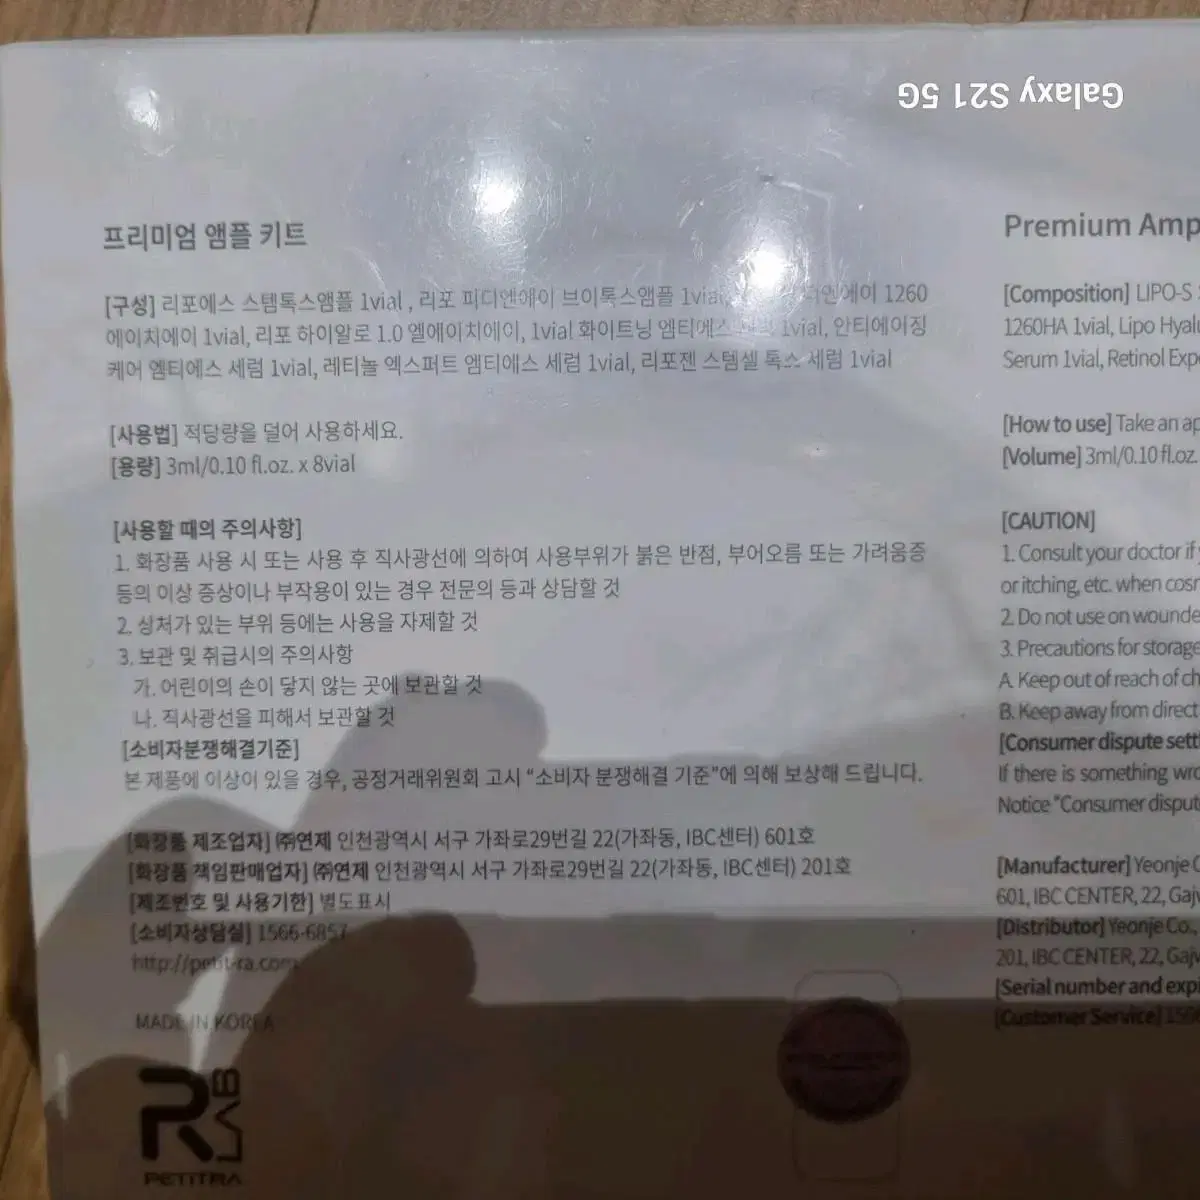 Galaxy S21 5G
프리미엄 앰플 키트
[구성] 리포에스 스템톡스앰플 1vial , 리포 피디엔에이 브이톡스앰플 1vial, 1260
에이치에이 1vial, 리포 하이알로 1.0 엘에이치에이, 1vial 화이트닝 엠티에스 1vial, 안티에이징
케어 엠티에스 세럼 1vial, 레티놀 엑스퍼트 앰티에스 세럼 1vial, 리포젠 스템셀 톡스 세럼 1vial
[사용법] 적당량을 덜어 사용하세요.
[용량] 3ml/0.10 fl.oz. x 8vial
[사용할 때의 주의사항]
1. 화장품 사용 시 또는 사용 후 직사광선에 의하여 사용부위가 붉은 반점, 부어오름 또는 가려움증
등의 이상 증상이나 부작용이 있는 경우 전문의 등과 상담할 것
2. 상처가 있는 부위 등에는 사용을 자제할 것
3. 보관 및 취급시의 주의사항
가. 어린이의 손이 닿지 않는 곳에 보관할 것
나. 직사광선을 피해서 보관할 것
[소비자분쟁해결기준]
본 제품에 이상이 있을 경우, 공정거래위원회 고시 “소비자 분쟁해결 기준”에 의해 보상해 드립니다.
[화장품 제조업자] ㈜연제 인천광역시 서구 가좌로29번길 22(가좌동, IBC센터) 601호
[화장품 책임판매업자] ㈜연제 인천광역시 서구 가좌로29번길 22(가좌동, IBC센터) 201호
[제조번호 및 사용기한] 별도표시
[소비자상담실] 1566-6857
http://petit-ra.com
MADE IN KOREA
R LAB
PETITRA
Premium Amp
[Composition] LIPO-S
1260HA 1vial, Lipo Hyal
Serum 1vial, Retinol Exp
[How to use] Take an ap
[Volume] 3ml/0.10 fl.oz.
[CAUTION]
1. Consult your doctor if
or itching, etc. when cos
2. Do not use on wounde
3. Precautions for storage
A. Keep out of reach of ch
B. Keep away from direct
[Consumer dispute sett
If there is something wro
Notice "Consumer disput
[Manufacturer] Yeonje C
601, IBC CENTER, 22, Gaj
[Distributor] Yeonje Co.,
201, IBC CENTER, 22, Gaj
[Serial number and expi
[Customer Service] 156